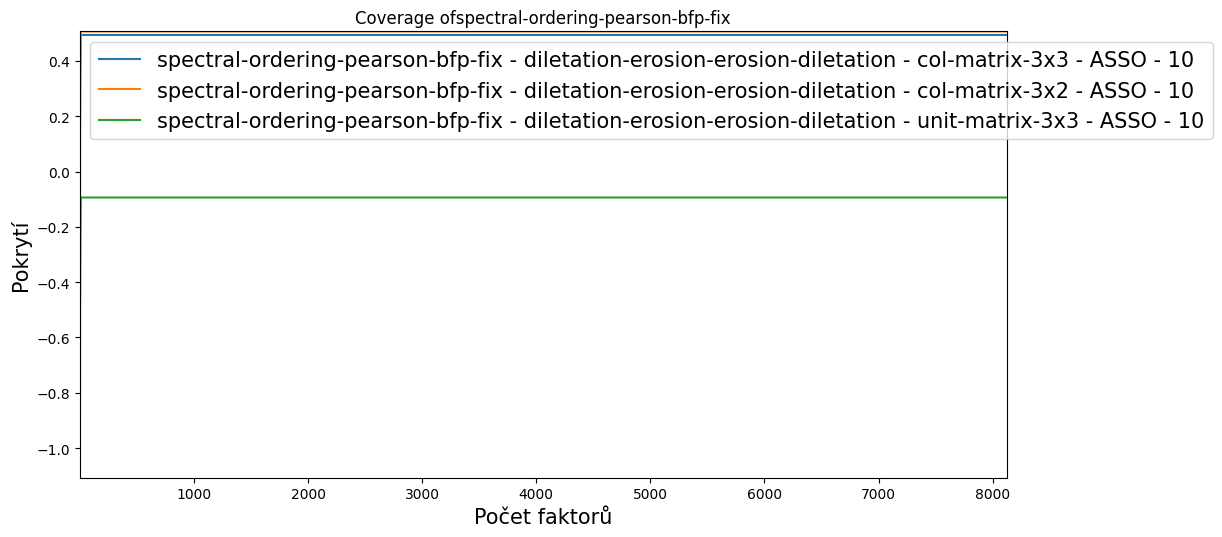 Coverage ofspectral-ordering-pearson-bfp-fix
spectral-ordering-pearson-bfp-fix - diletation-erosion-erosion-diletation - col-matrix-3x3 - ASSO - 10
spectral-ordering-pearson-bfp-fix - diletation-erosion-erosion-diletation - col-matrix-3x2 - ASSO - 10
spectral-ordering-pearson-bfp-fix - diletation-erosion-erosion-diletation - unit-matrix-3x3 - ASSO - 10
Pokrytí
0.4
0.2
0.0
−0.2
−0.4
−0.6
−0.8
−1.0
1000 2000 3000 4000 5000 6000 7000 8000
Počet faktorů